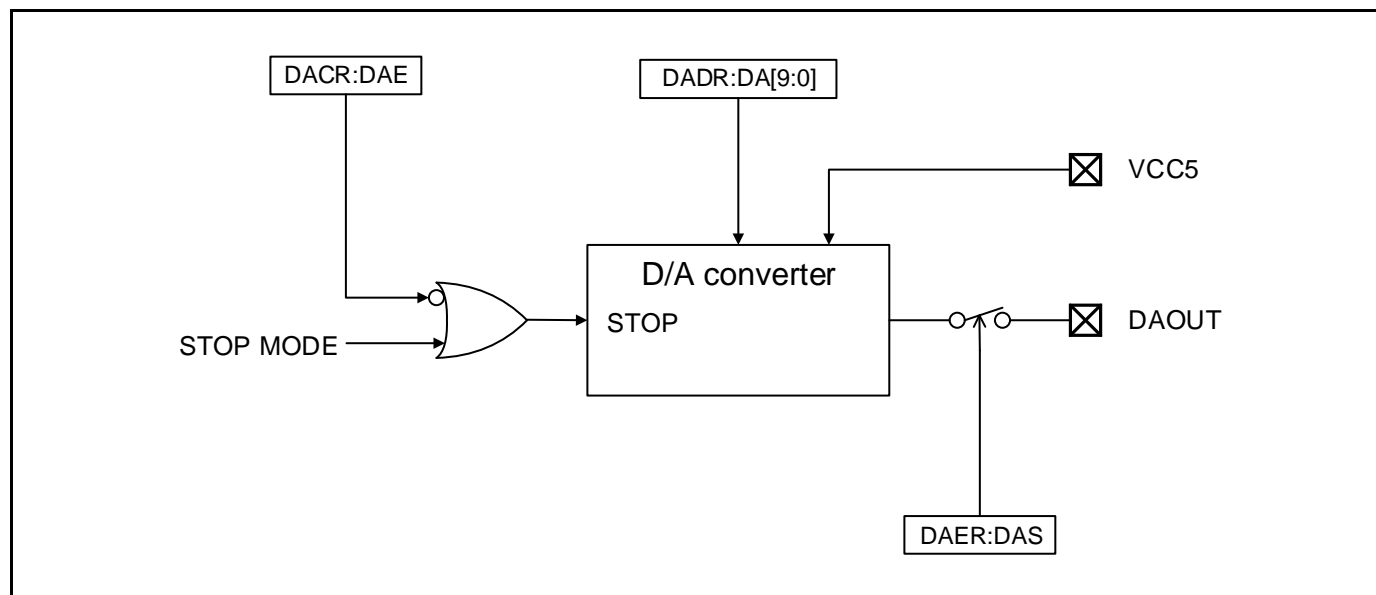 DACR:DAE
DADR:DA[9:0]
VCC5
D/A converter
STOP
DAOUT
STOP MODE
DAER:DAS